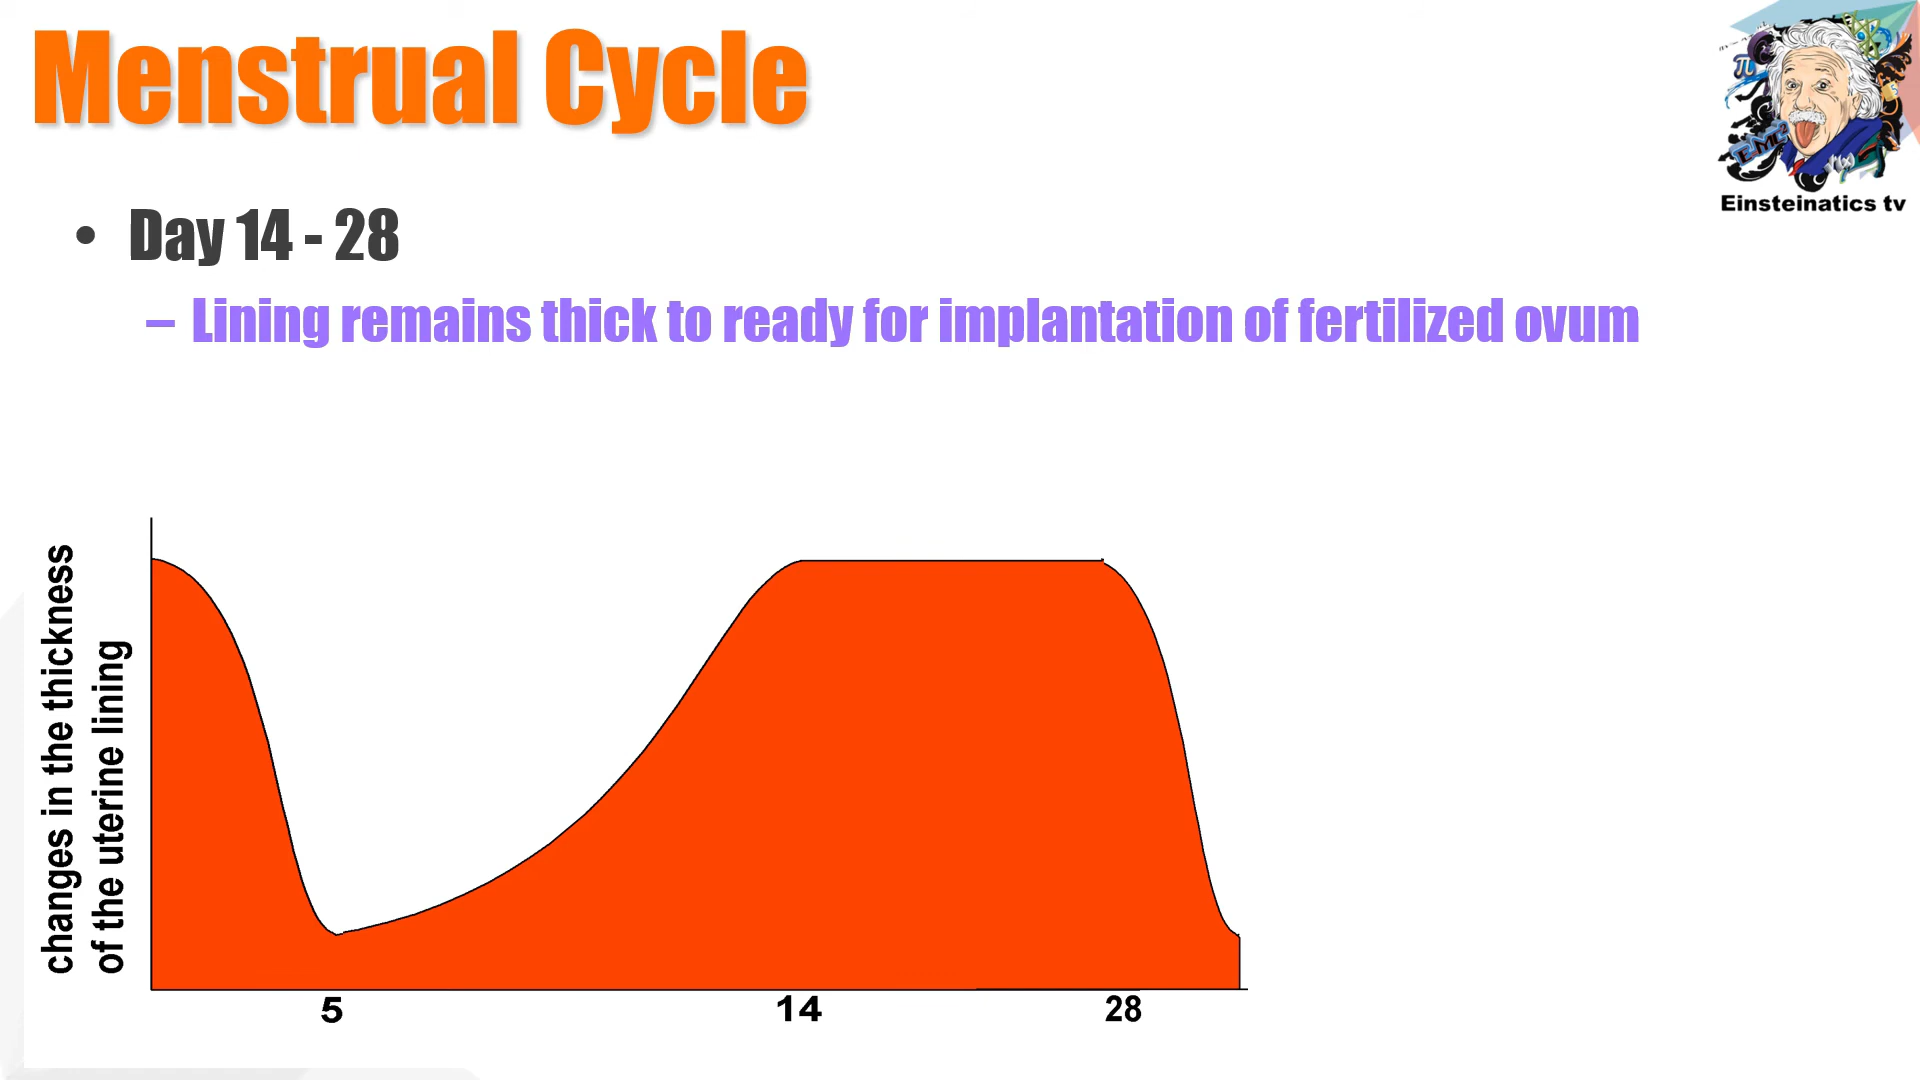 Menstrual Cycle
Einsteinatics tv
• Day 14 - 28
– Lining remains thick to ready for implantation of fertilized ovum
changes in the thickness
of the uterine lining
5 14 28
π